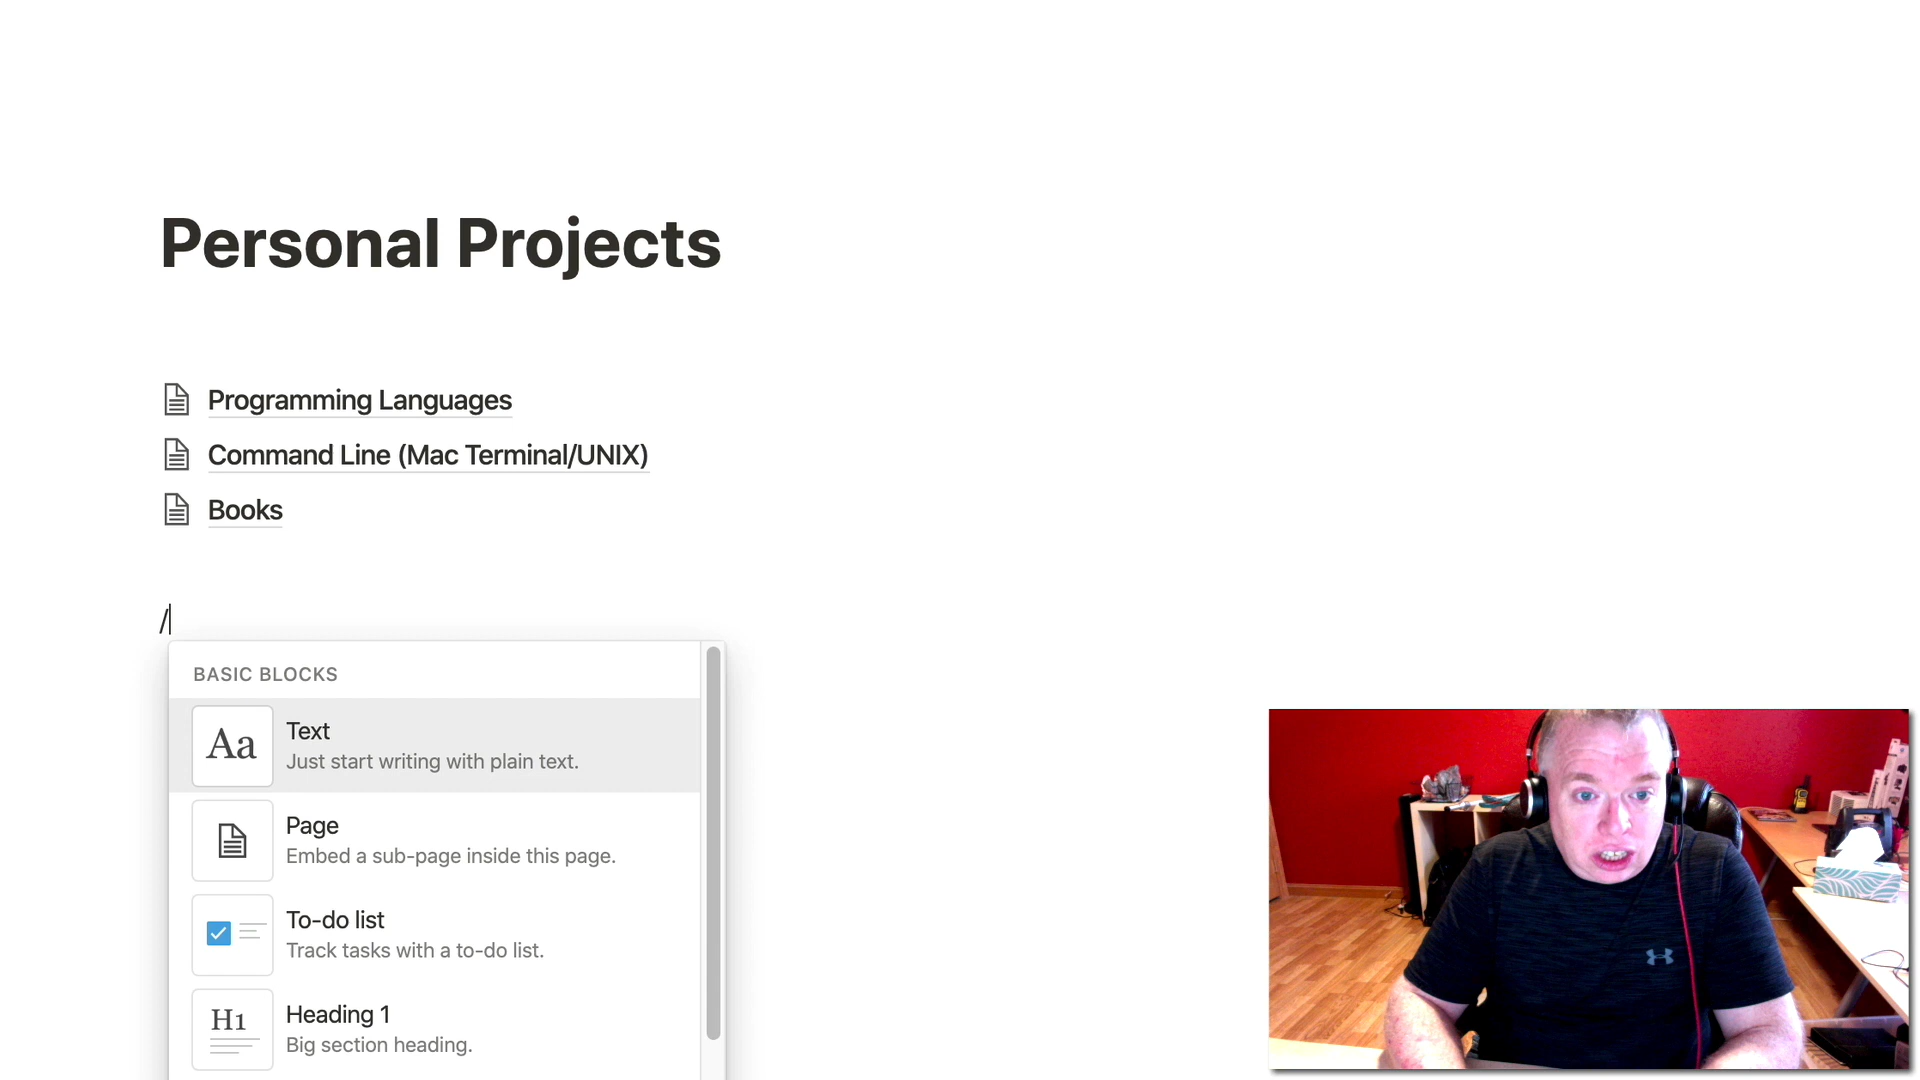 Personal Projects
Programming Languages
Command Line (Mac Terminal/UNIX)
Books
/
BASIC BLOCKS
Aa
Text
Just start writing with plain text.
Page
Embed a sub-page inside this page.
To-do list
Track tasks with a to-do list.
H1
Heading 1
Big section heading.